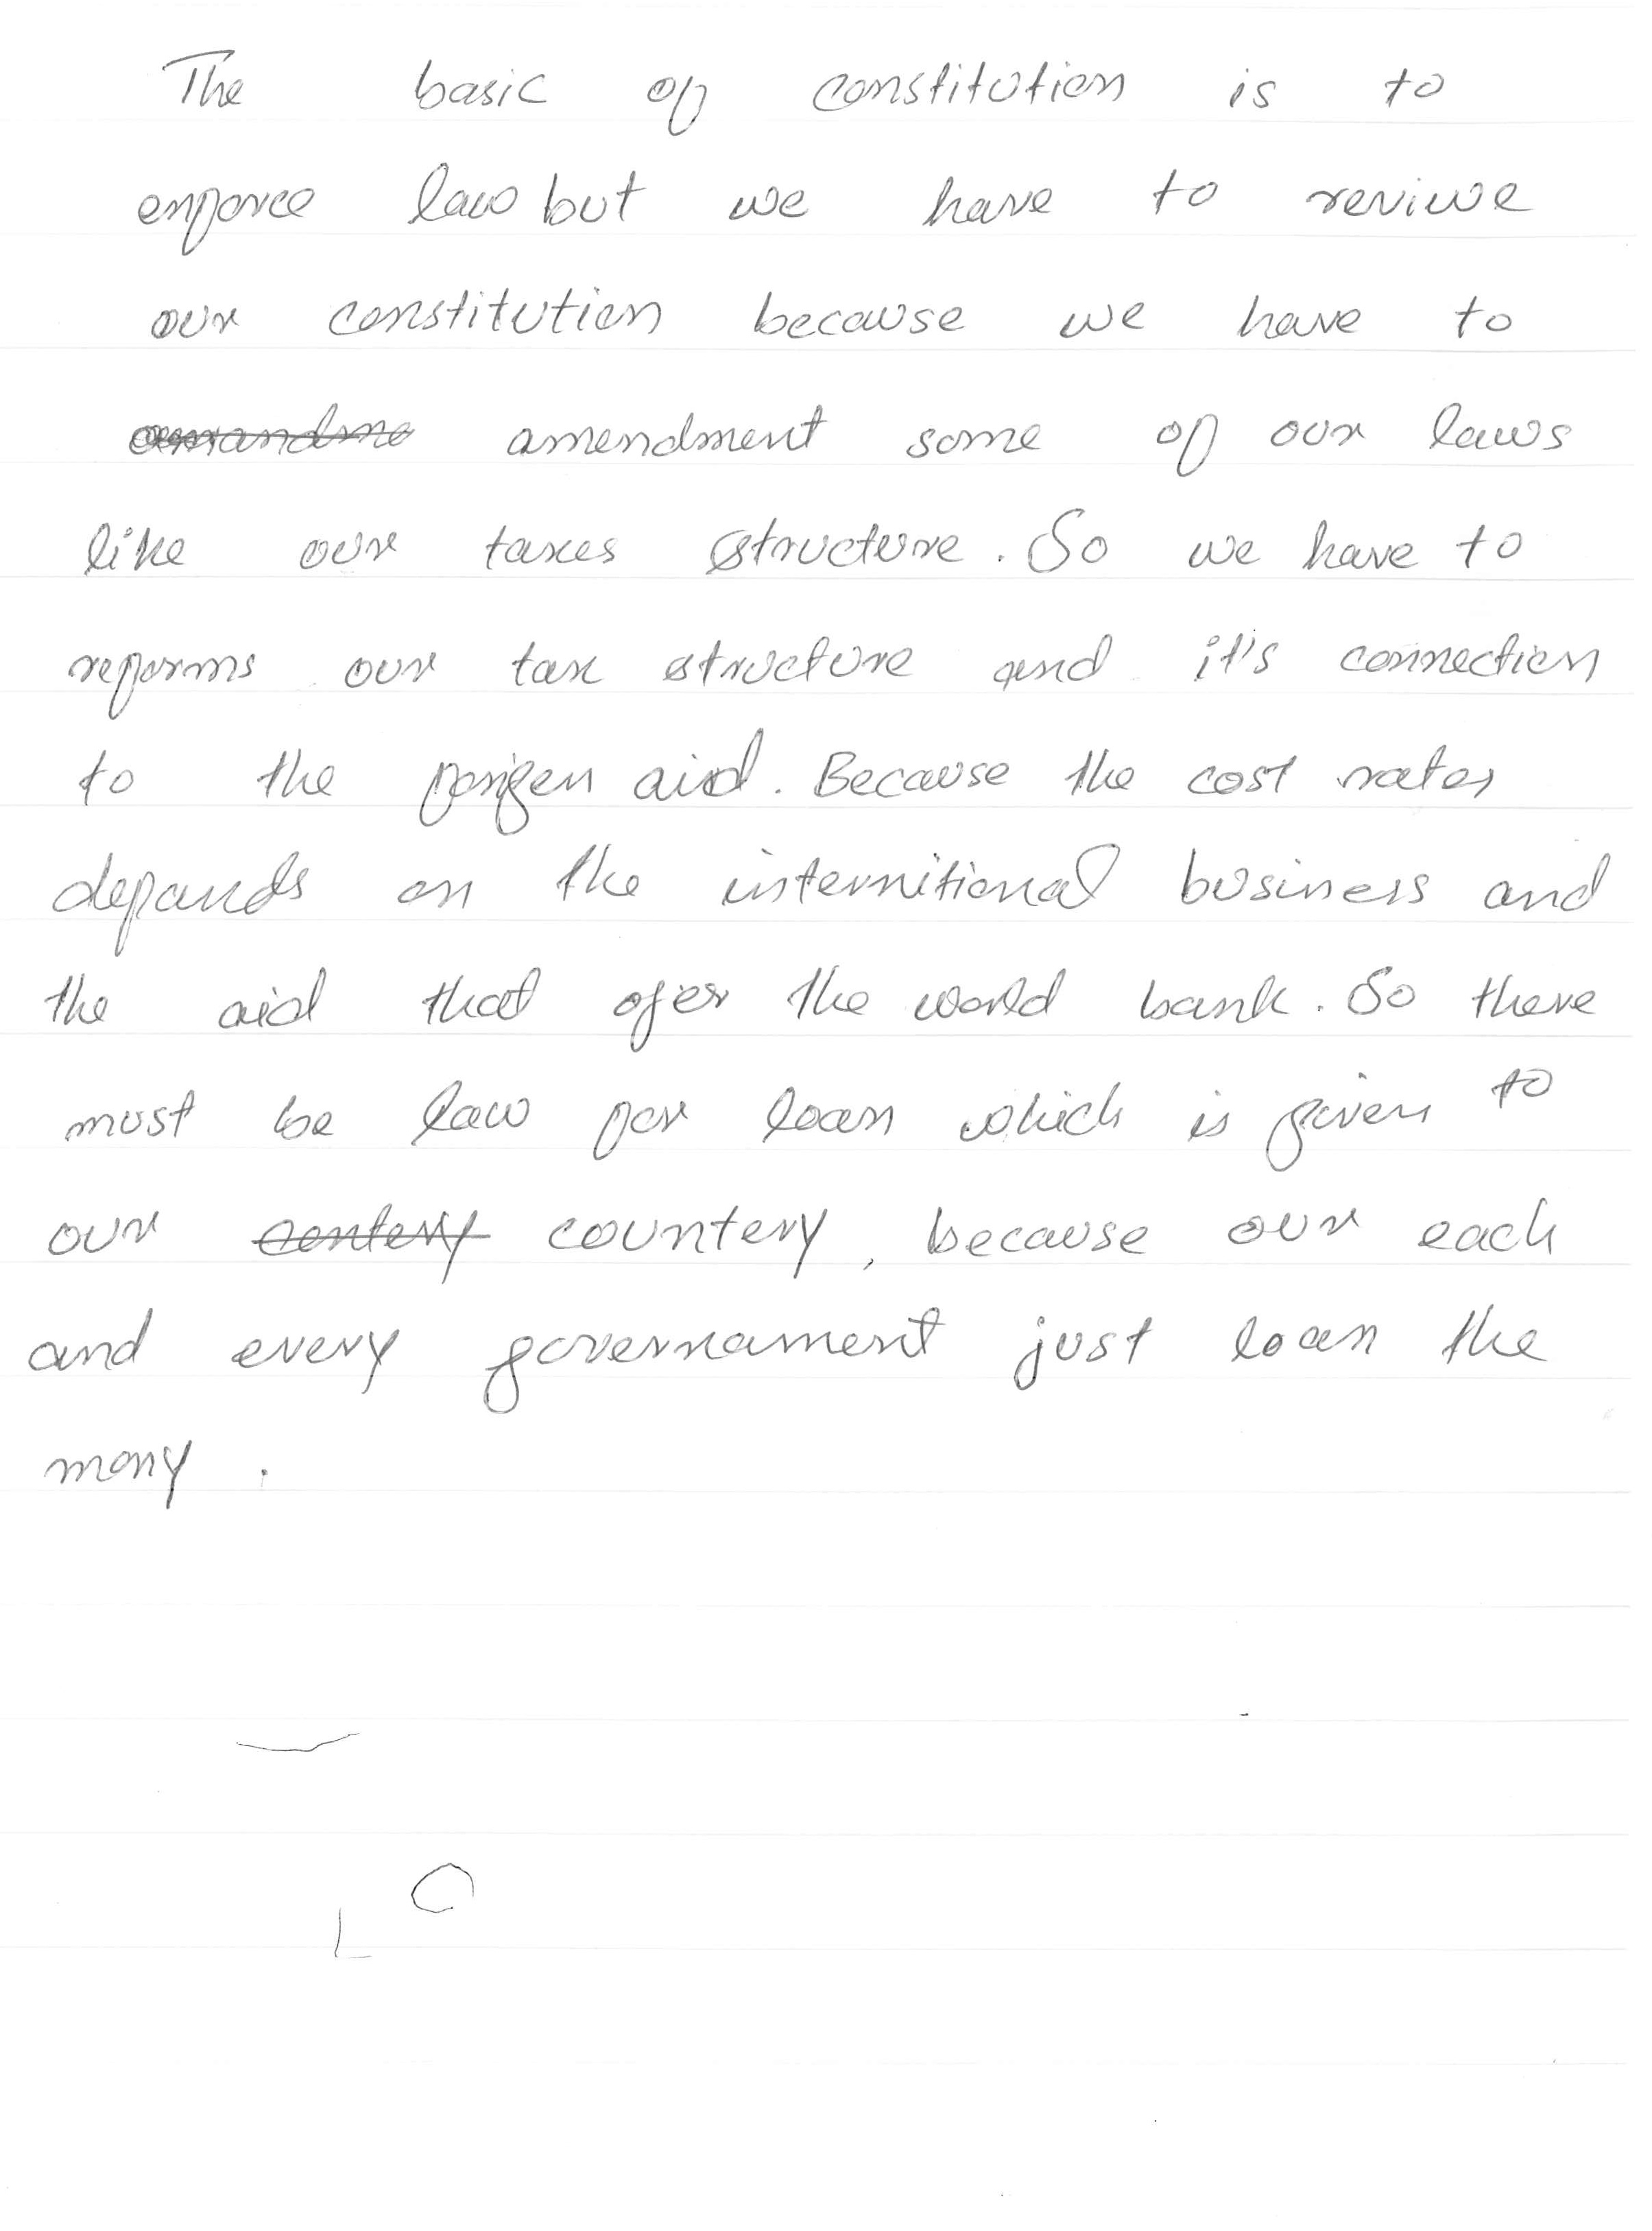 The basic of constitution is to
enforce law but we have to reviwe
our constitution because we have to
amendment some of our laws
like our taxes structure. So we have to
reforms our tax structure and it's connection
to the forigen aid. Because the cost rates
depands on the internitional business and
the aid that ofer the world bank. So there
must be law for loan which is given to
our contery countery, because our each
and every governament just loan the
mony.